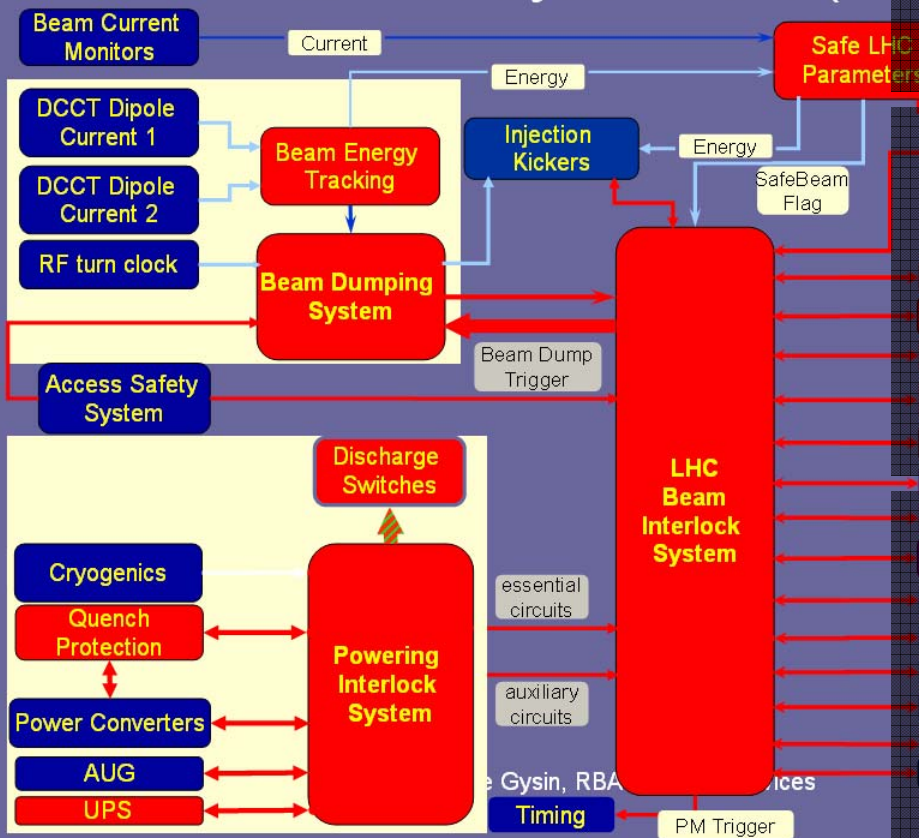 Beam Current
Monitors
Current
Safe LHC
Parameters
Energy
DCCT Dipole
Current 1
Beam Energy
Tracking
Injection
Kickers
Energy
SafeBeam
Flag
DCCT Dipole
Current 2
RF turn clock
Beam Dumping
System
Beam Dump
Trigger
Access Safety
System
Discharge
Switches
LHC
Beam
Interlock
System
Cryogenics
essential
circuits
Quench
Protection
Powering
Interlock
System
Power Converters
auxiliary
circuits
AUG
Gysin, RBA
UPS
Timing
PM Trigger